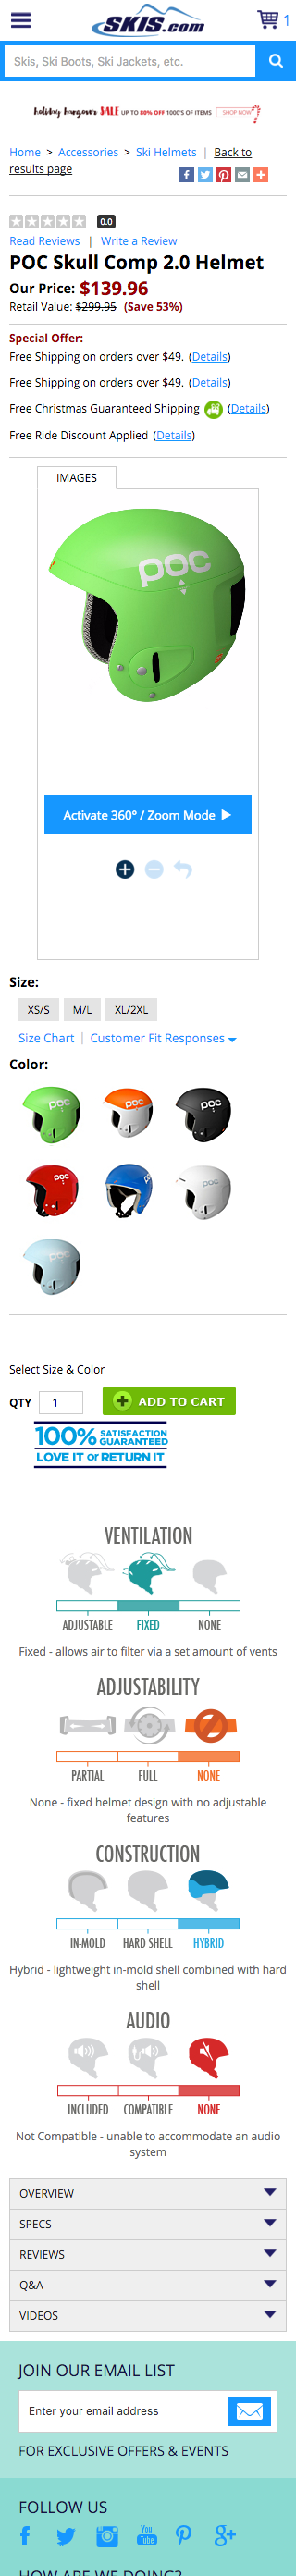 SKIS.com
1
Skis, Ski Boots, Ski Jackets, etc.
holiday hangover SALE UP TO 80% OFF 1000'S OF ITEMS SHOP NOW
Home > Accessories > Ski Helmets | Back to
results page
0.0
Read Reviews | Write a Review
POC Skull Comp 2.0 Helmet
Our Price: $139.96
Retail Value: $299.95 (Save 53%)
Special Offer:
Free Shipping on orders over $49. (Details)
Free Shipping on orders over $49. (Details)
Free Christmas Guaranteed Shipping (Details)
Free Ride Discount Applied (Details)
IMAGES
poc
Activate 360° / Zoom Mode
Size:
XS/S M/L XL/2XL
Size Chart | Customer Fit Responses
Color:
Select Size & Color
QTY 1 ADD TO CART
100% SATISFACTION GUARANTEED
LOVE IT OR RETURN IT
VENTILATION
ADJUSTABLE FIXED NONE
Fixed - allows air to filter via a set amount of vents
ADJUSTABILITY
PARTIAL FULL NONE
None - fixed helmet design with no adjustable
features
CONSTRUCTION
IN-MOLD HARD SHELL HYBRID
Hybrid - lightweight in-mold shell combined with hard
shell
AUDIO
INCLUDED COMPATIBLE NONE
Not Compatible - unable to accommodate an audio
system
OVERVIEW
SPECS
REVIEWS
Q&A
VIDEOS
JOIN OUR EMAIL LIST
Enter your email address
FOR EXCLUSIVE OFFERS & EVENTS
FOLLOW US
HOW ARE WE DOING?